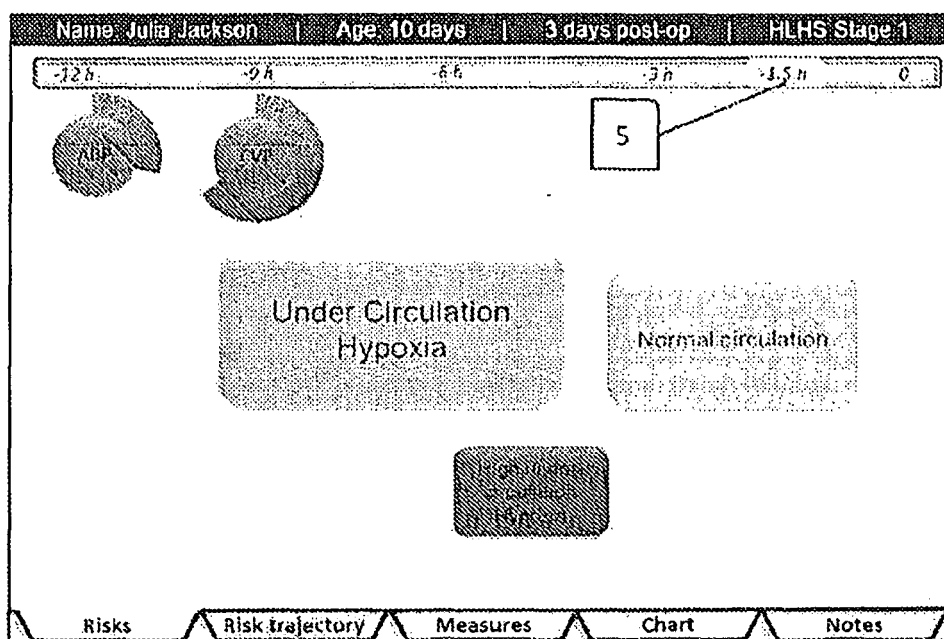 Name: Julia Jackson | Age: 10 days | 3 days post-op | HLHS Stage 1
-12 h -9 h -6 h -3 h -1.5 h 0
ABP
5
Under Circulation
Hypoxia
Normal circulation
Risks Risk trajectory Measures Chart Notes